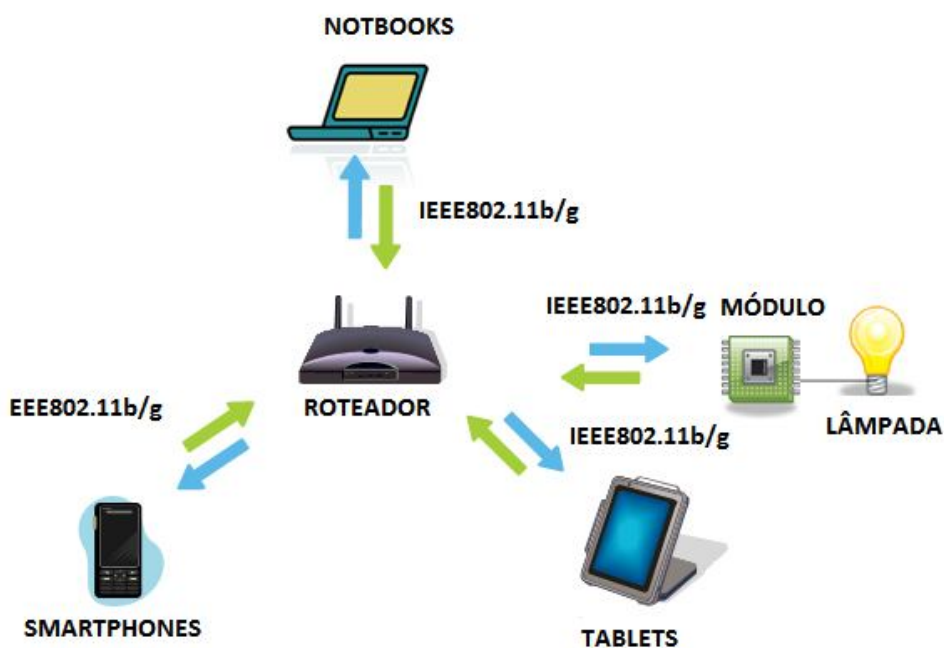 NOTBOOKS
IEEE802.11b/g
IEEE802.11b/g
MÓDULO
ROTEADOR
EEE802.11b/g
LÂMPADA
IEEE802.11b/g
SMARTPHONES
TABLETS